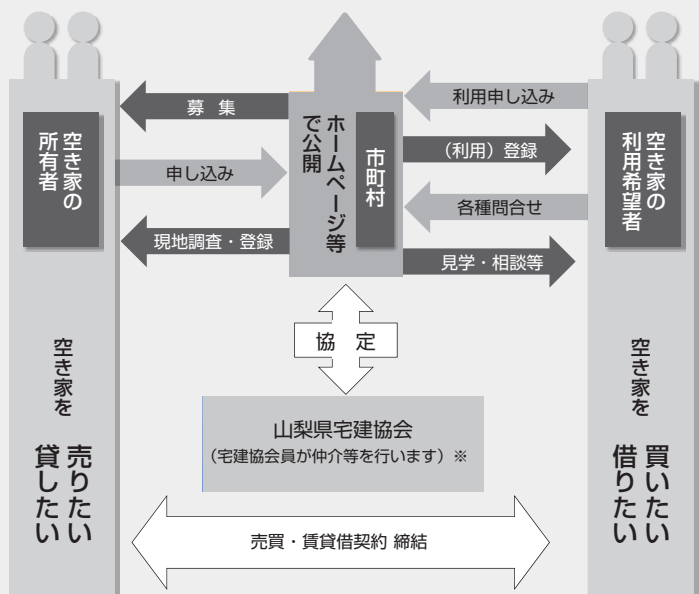 空き家の
所有者
空き家を
売りたい
貸したい
募 集
申し込み
現地調査・登録
市町村
ホームページ等
で公開
利用申し込み
（利用）登録
各種問合せ
見学・相談等
空き家の
利用希望者
空き家を
買いたい
借りたい
協 定
山梨県宅建協会
（宅建協会員が仲介等を行います）※
売買・賃貸借契約 締結